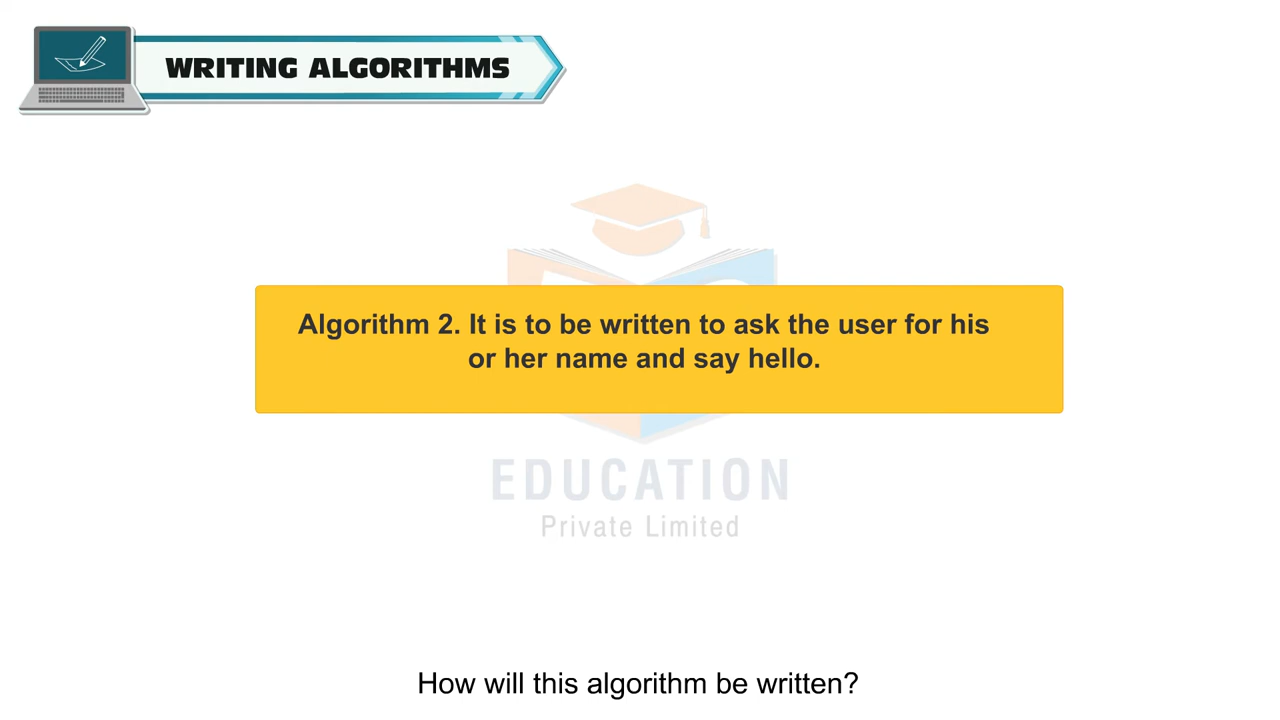 WRITING ALGORITHMS
Algorithm 2. It is to be written to ask the user for his
or her name and say hello.
EDUCATION
Private Limited
How will this algorithm be written?